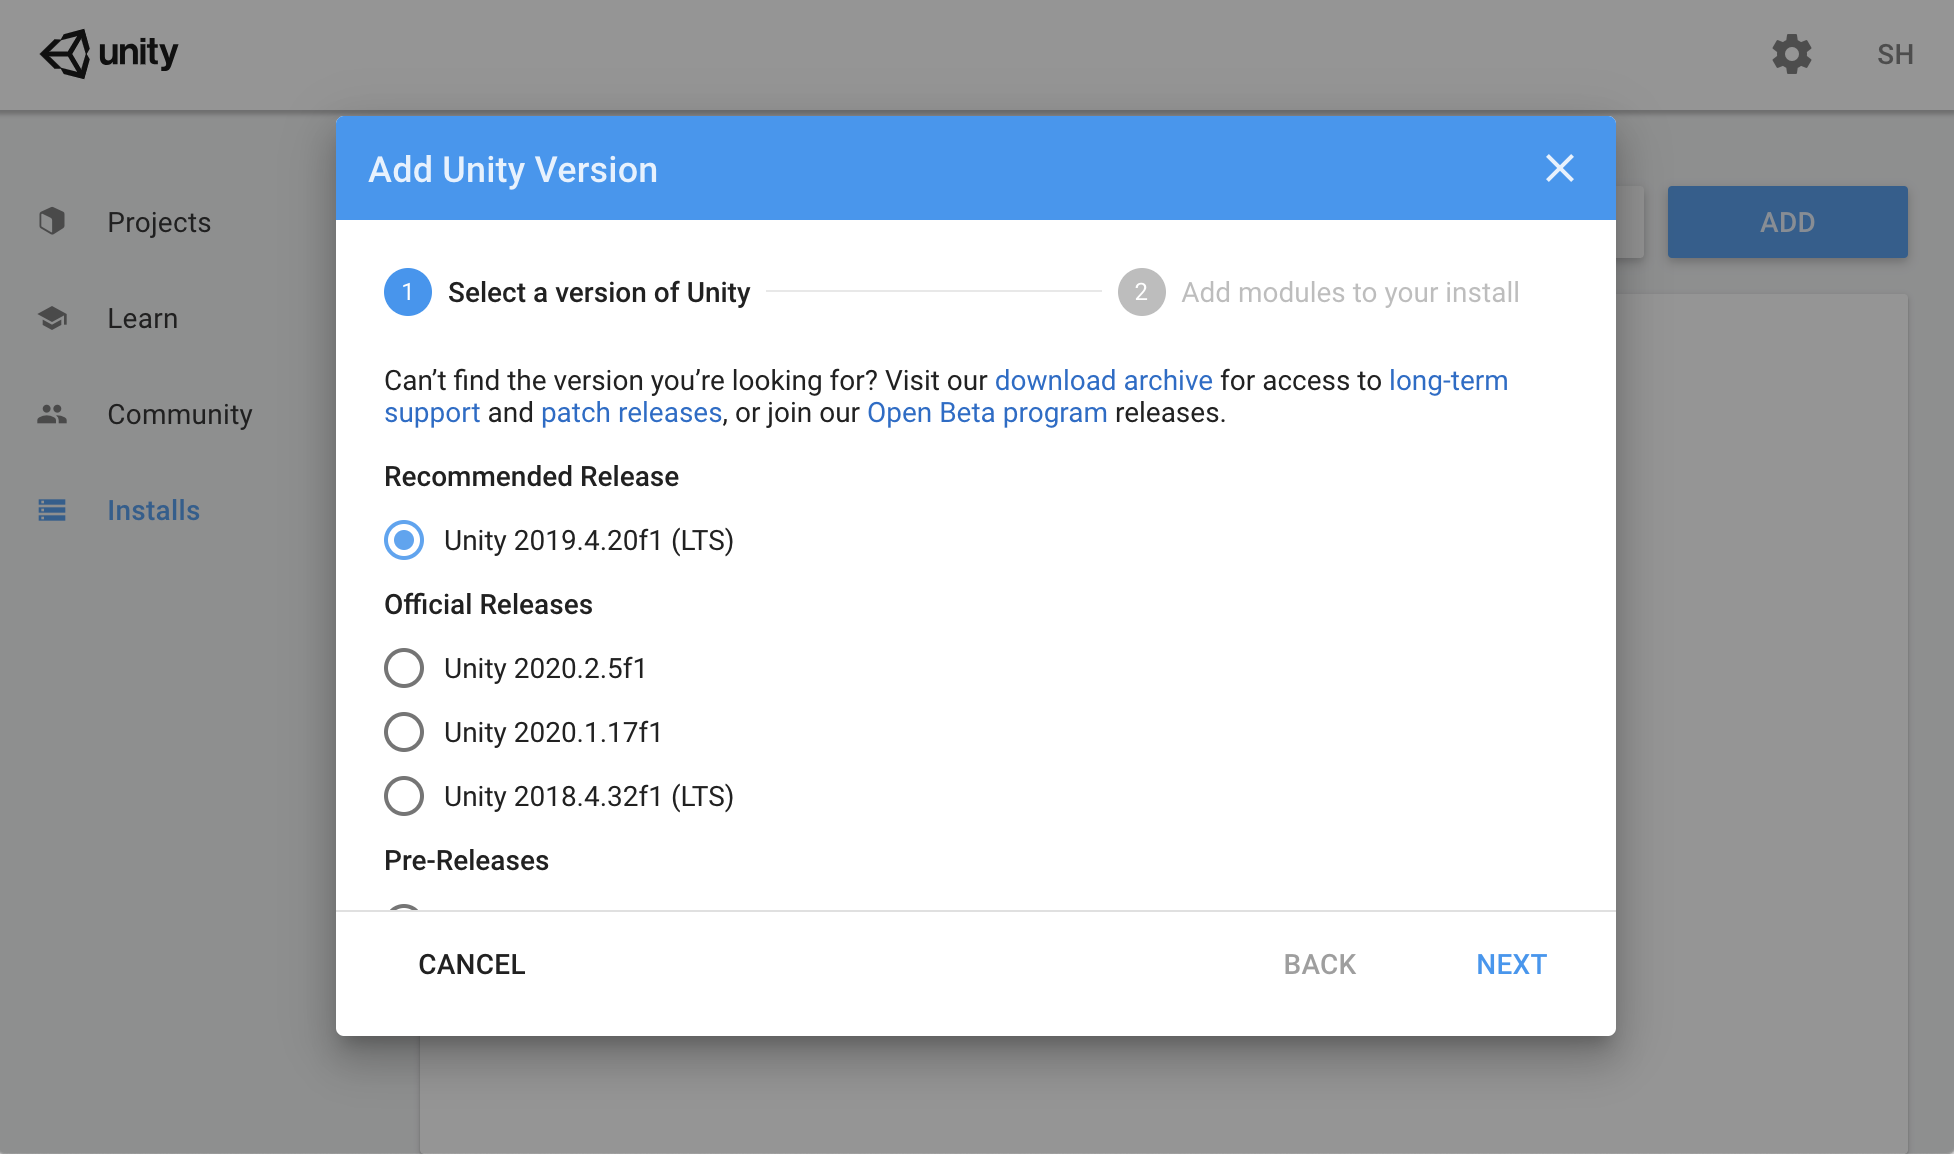 unity
SH
Add Unity Version
Projects
ADD
1 Select a version of Unity
2 Add modules to your install
Learn
Can’t find the version you’re looking for? Visit our download archive for access to long-term
support and patch releases, or join our Open Beta program releases.
Community
Recommended Release
Installs
Unity 2019.4.20f1 (LTS)
Official Releases
Unity 2020.2.5f1
Unity 2020.1.17f1
Unity 2018.4.32f1 (LTS)
Pre-Releases
CANCEL
BACK
NEXT